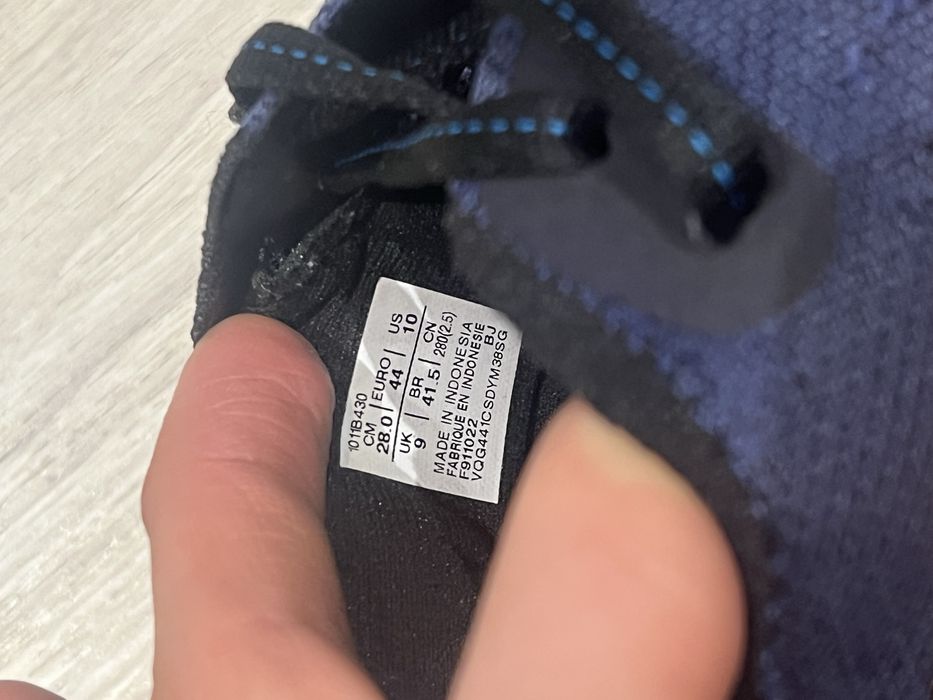 1011B430
CM | EURO | US
28.0 | 44 | 10
UK | BR | CN
9 | 41.5 | 280(2.5)
MADE IN INDONESIA
FABRIQUE EN INDONESIE
F911022 BJ
VQG441CSDYM38SG